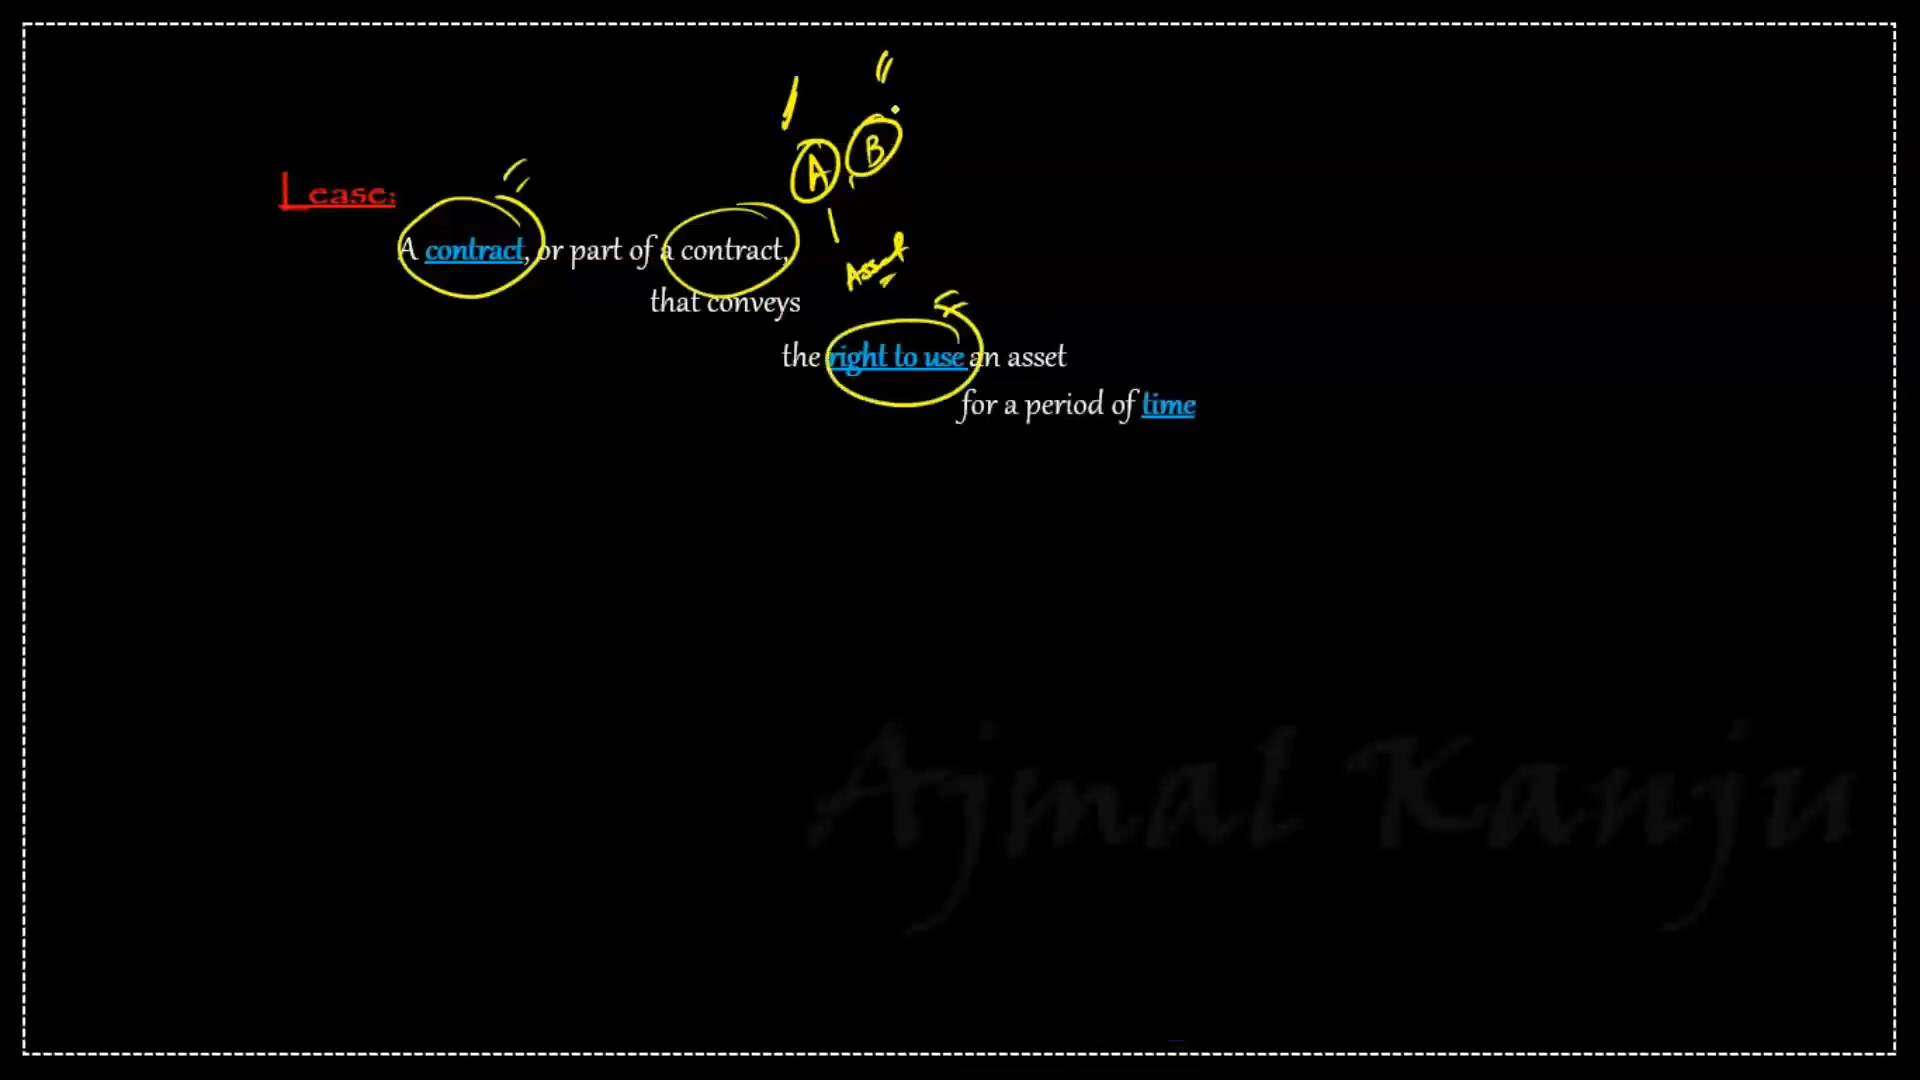 A B
Lease:
A contract, or part of a contract,
Asset
that conveys
the right to use an asset
for a period of time
Ajmal Kanju